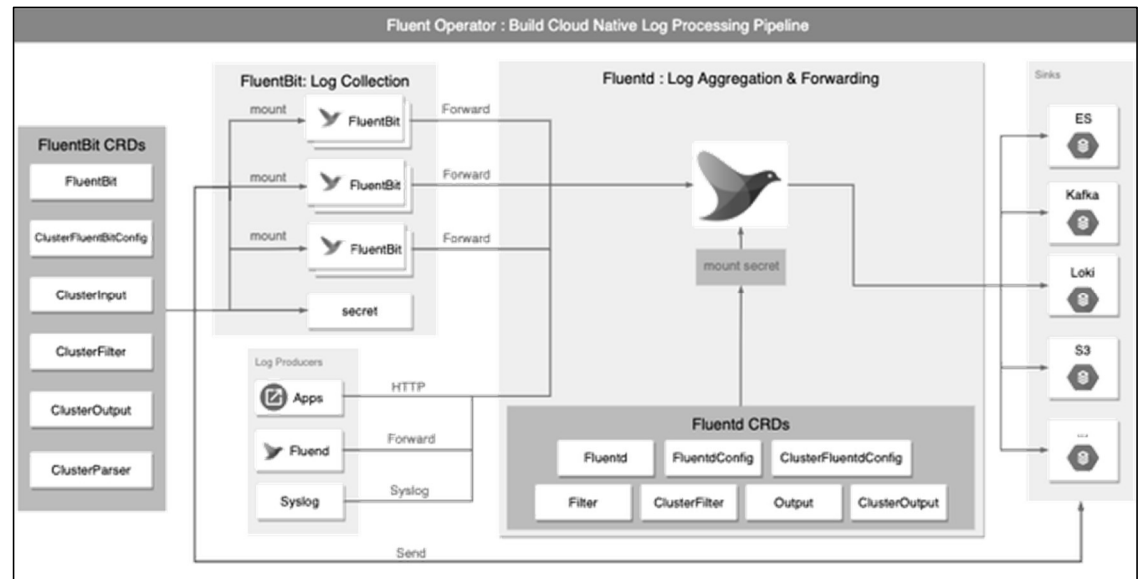 Fluent Operator : Build Cloud Native Log Processing Pipeline
FluentBit CRDs
FluentBit
ClusterFluentBitConfig
ClusterInput
ClusterFilter
ClusterOutput
ClusterParser
FluentBit: Log Collection
mount
FluentBit
Forward
mount
FluentBit
Forward
mount
FluentBit
Forward
secret
Log Producers
Apps
HTTP
Fluend
Forward
Syslog
Syslog
Send
Fluentd : Log Aggregation & Forwarding
mount secret
Fluentd CRDs
Fluentd
FluentdConfig
ClusterFluentdConfig
Filter
ClusterFilter
Output
ClusterOutput
Sinks
ES
Kafka
Loki
S3
...